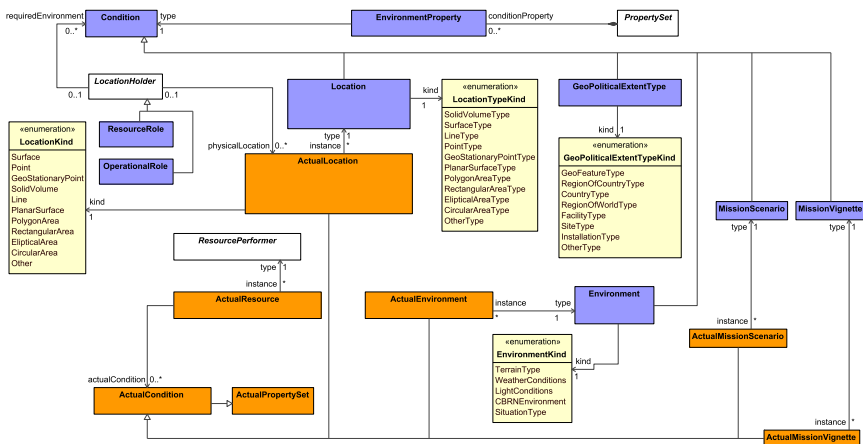 requiredEnvironment
Condition
type
EnvironmentProperty
conditionProperty
PropertySet
0..*
1
0..*
LocationHolder
0..1
0..1
ResourceRole
OperationalRole
Location
kind
1
«enumeration»
LocationTypeKind
SolidVolumeType
SurfaceType
LineType
PointType
GeoStationaryPointType
PlanarSurfaceType
PolygonAreaType
RectangularAreaType
ElipticalAreaType
CircularAreaType
OtherType
GeoPoliticalExtentType
kind
1
«enumeration»
GeoPoliticalExtentTypeKind
GeoFeatureType
RegionOfCountryType
CountryType
RegionOfWorldType
FacilityType
SiteType
InstallationType
OtherType
«enumeration»
LocationKind
Surface
Point
GeoStationaryPoint
SolidVolume
Line
PlanarSurface
PolygonArea
RectangularArea
ElipticalArea
CircularArea
Other
type
1
physicalLocation
0..*
instance
*
ActualLocation
kind
1
MissionScenario
MissionVignette
type
1
type
1
ResourcePerformer
type
1
instance
*
ActualResource
ActualEnvironment
instance
*
type
1
Environment
instance
*
ActualMissionScenario
«enumeration»
EnvironmentKind
TerrainType
WeatherConditions
LightConditions
CBRNEnvironment
SituationType
kind
1
actualCondition
0..*
ActualCondition
ActualPropertySet
instance
*
ActualMissionVignette